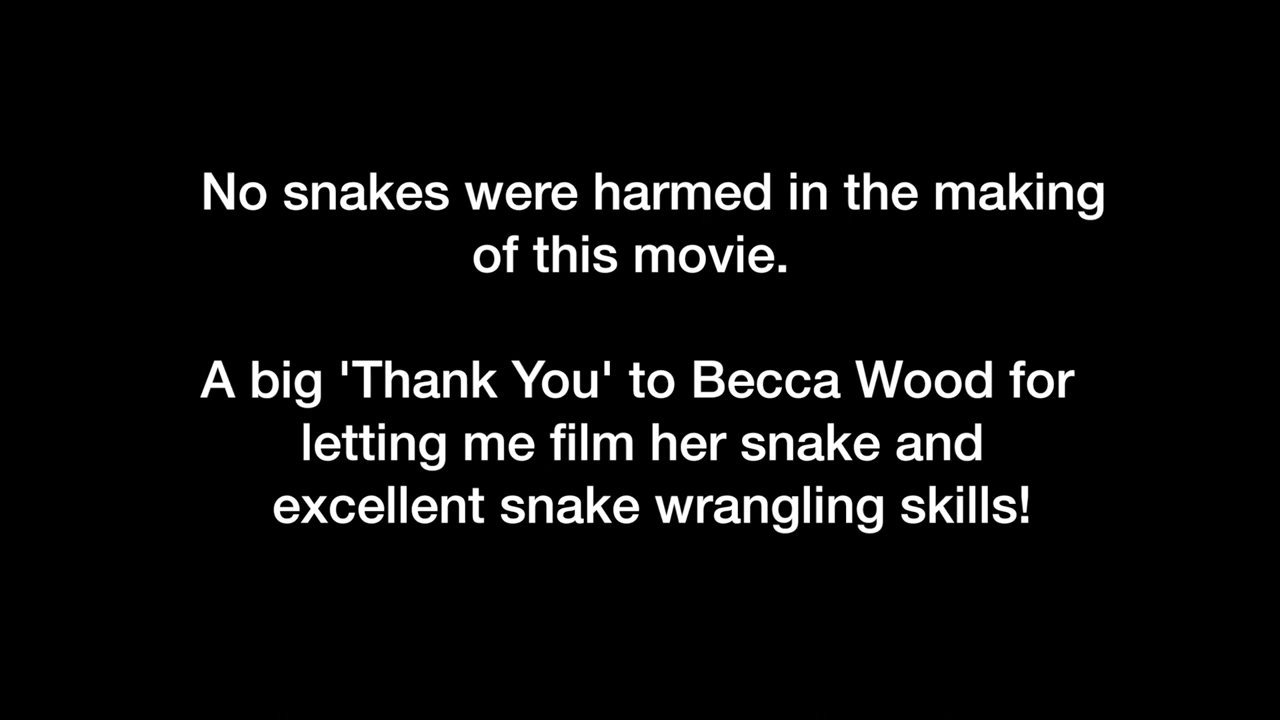 No snakes were harmed in the making
of this movie.
A big 'Thank You' to Becca Wood for
letting me film her snake and
excellent snake wrangling skills!